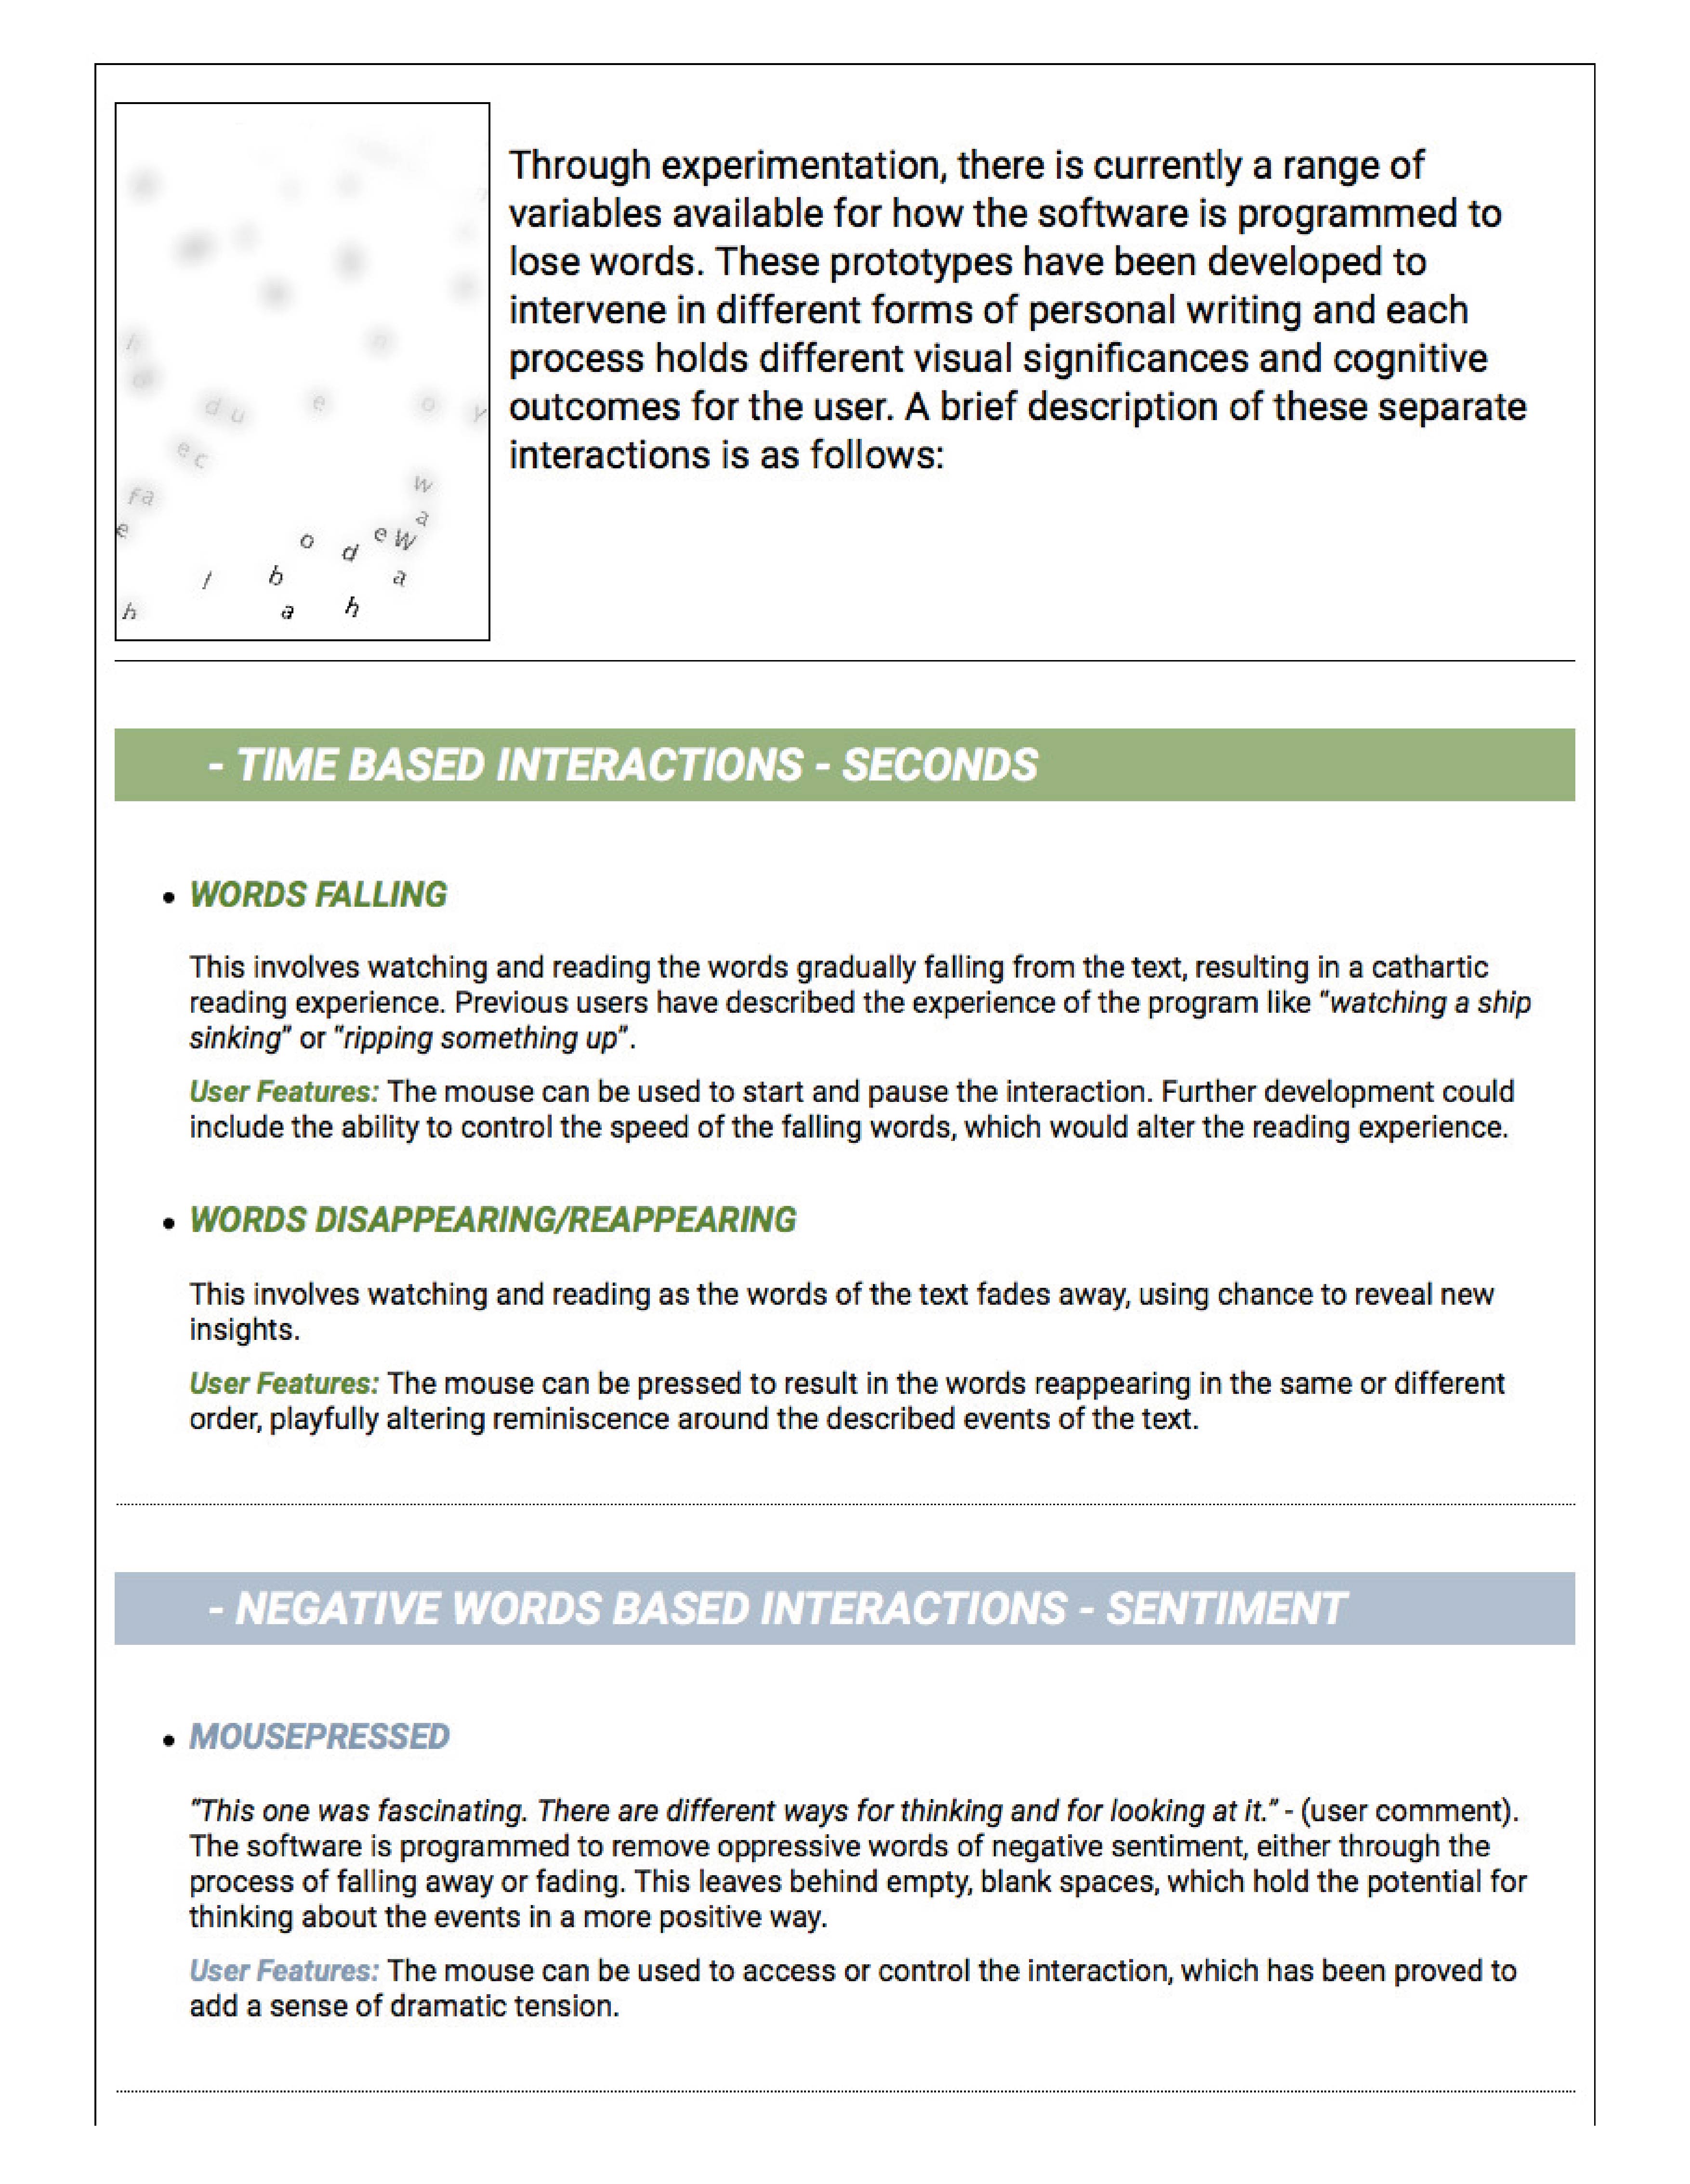 Through experimentation, there is currently a range of
variables available for how the software is programmed to
lose words. These prototypes have been developed to
intervene in different forms of personal writing and each
process holds different visual significances and cognitive
outcomes for the user. A brief description of these separate
interactions is as follows:
h n
d u e o Y
e c
fa w
e a
o d e W
l b a
h a h
- TIME BASED INTERACTIONS - SECONDS
• WORDS FALLING
This involves watching and reading the words gradually falling from the text, resulting in a cathartic
reading experience. Previous users have described the experience of the program like “watching a ship
sinking” or “ripping something up”.
User Features: The mouse can be used to start and pause the interaction. Further development could
include the ability to control the speed of the falling words, which would alter the reading experience.
• WORDS DISAPPEARING/REAPPEARING
This involves watching and reading as the words of the text fades away, using chance to reveal new
insights.
User Features: The mouse can be pressed to result in the words reappearing in the same or different
order, playfully altering reminiscence around the described events of the text.
- NEGATIVE WORDS BASED INTERACTIONS - SENTIMENT
• MOUSEPRESSED
“This one was fascinating. There are different ways for thinking and for looking at it.” - (user comment).
The software is programmed to remove oppressive words of negative sentiment, either through the
process of falling away or fading. This leaves behind empty, blank spaces, which hold the potential for
thinking about the events in a more positive way.
User Features: The mouse can be used to access or control the interaction, which has been proved to
add a sense of dramatic tension.